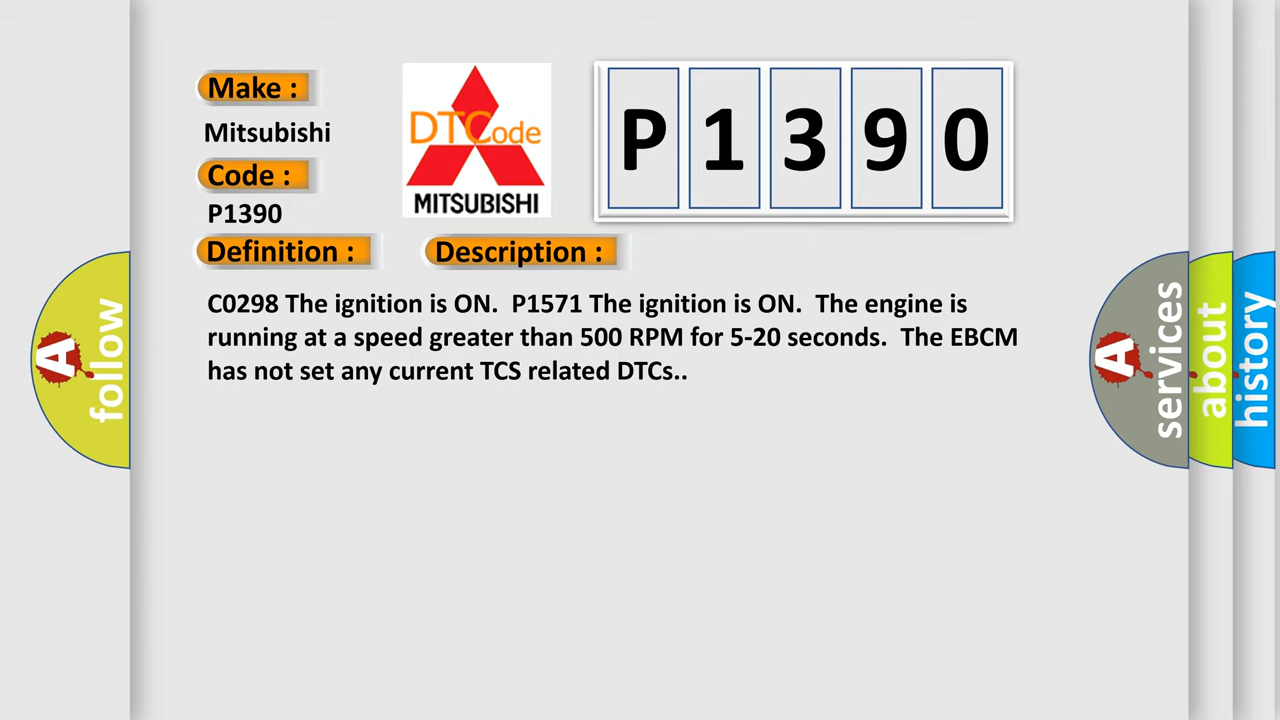 Make :
Mitsubishi
Code :
P1390
Definition :
Description :
DTCode
MITSUBISHI
P 1 3 9 0
C0298 The ignition is ON. P1571 The ignition is ON. The engine is
running at a speed greater than 500 RPM for 5-20 seconds. The EBCM
has not set any current TCS related DTCs..
A
follow
A
services
about
history